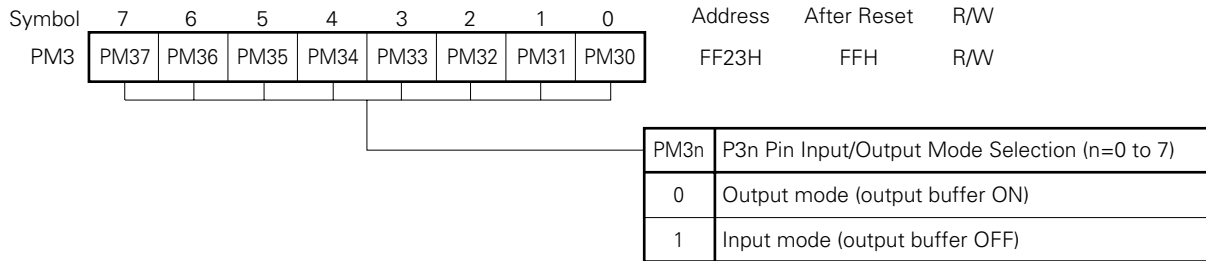 Symbol 7 6 5 4 3 2 1 0 Address After Reset R/W
PM3 PM37 PM36 PM35 PM34 PM33 PM32 PM31 PM30 FF23H FFH R/W
PM3n P3n Pin Input/Output Mode Selection (n=0 to 7)
0 Output mode (output buffer ON)
1 Input mode (output buffer OFF)